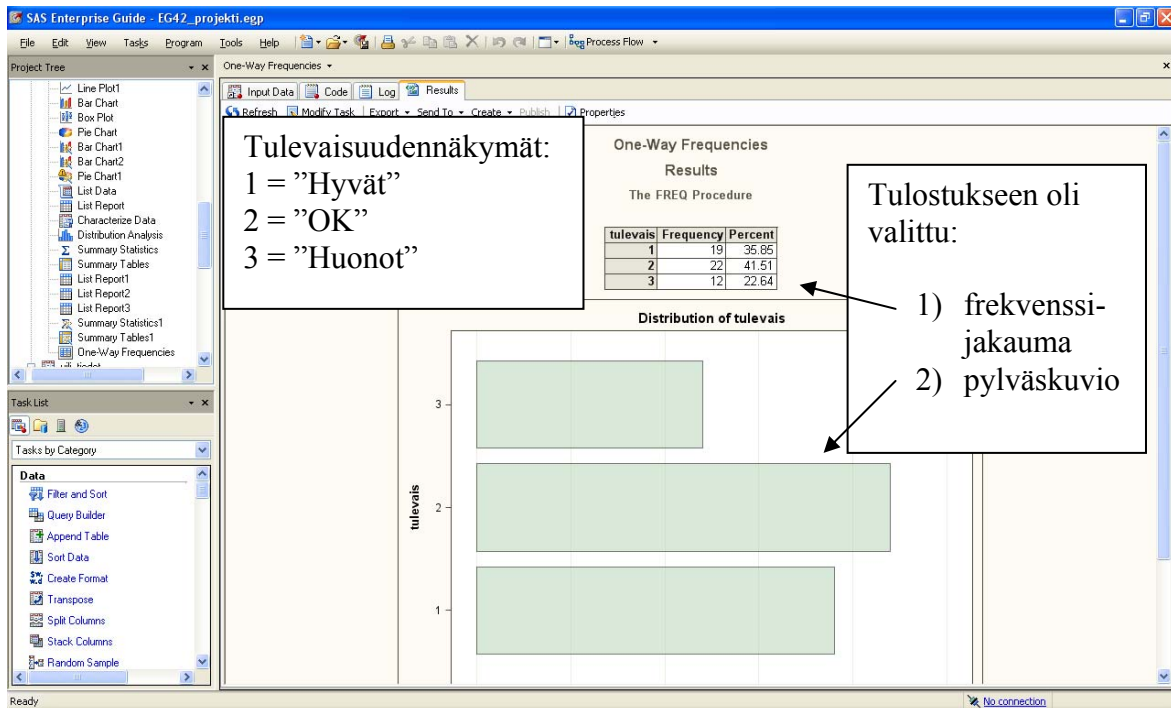 SAS Enterprise Guide - EG42_projekti.egp
File Edit View Tasks Program Tools Help Process Flow
Project Tree
Line Plot1
Bar Chart
Box Plot
Pie Chart
Bar Chart1
Bar Chart2
Pie Chart1
List Data
List Report
Characterize Data
Distribution Analysis
Summary Statistics
Summary Tables
List Report1
List Report2
List Report3
Summary Statistics1
Summary Tables1
One-Way Frequencies
Task List
Tasks by Category
Data
Filter and Sort
Query Builder
Append Table
Sort Data
Create Format
Transpose
Split Columns
Stack Columns
Random Sample
One-Way Frequencies
Input Data Code Log Results
Refresh Modify Task Export Send To Create Publish Properties
Tulevaisuudennäkymät:
1 = ”Hyvät”
2 = ”OK”
3 = ”Huonot”
One-Way Frequencies
Results
The FREQ Procedure
tulevais Frequency Percent
1 19 35.85
2 22 41.51
3 12 22.64
Tulostukseen oli
valittu:
1) frekvenssi-
jakauma
2) pylväskuvio
Distribution of tulevais
3
2
1
tulevais
Ready
No connection